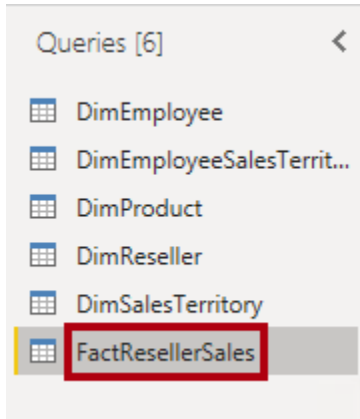 Queries [6]
DimEmployee
DimEmployeeSalesTerrit...
DimProduct
DimReseller
DimSalesTerritory
FactResellerSales